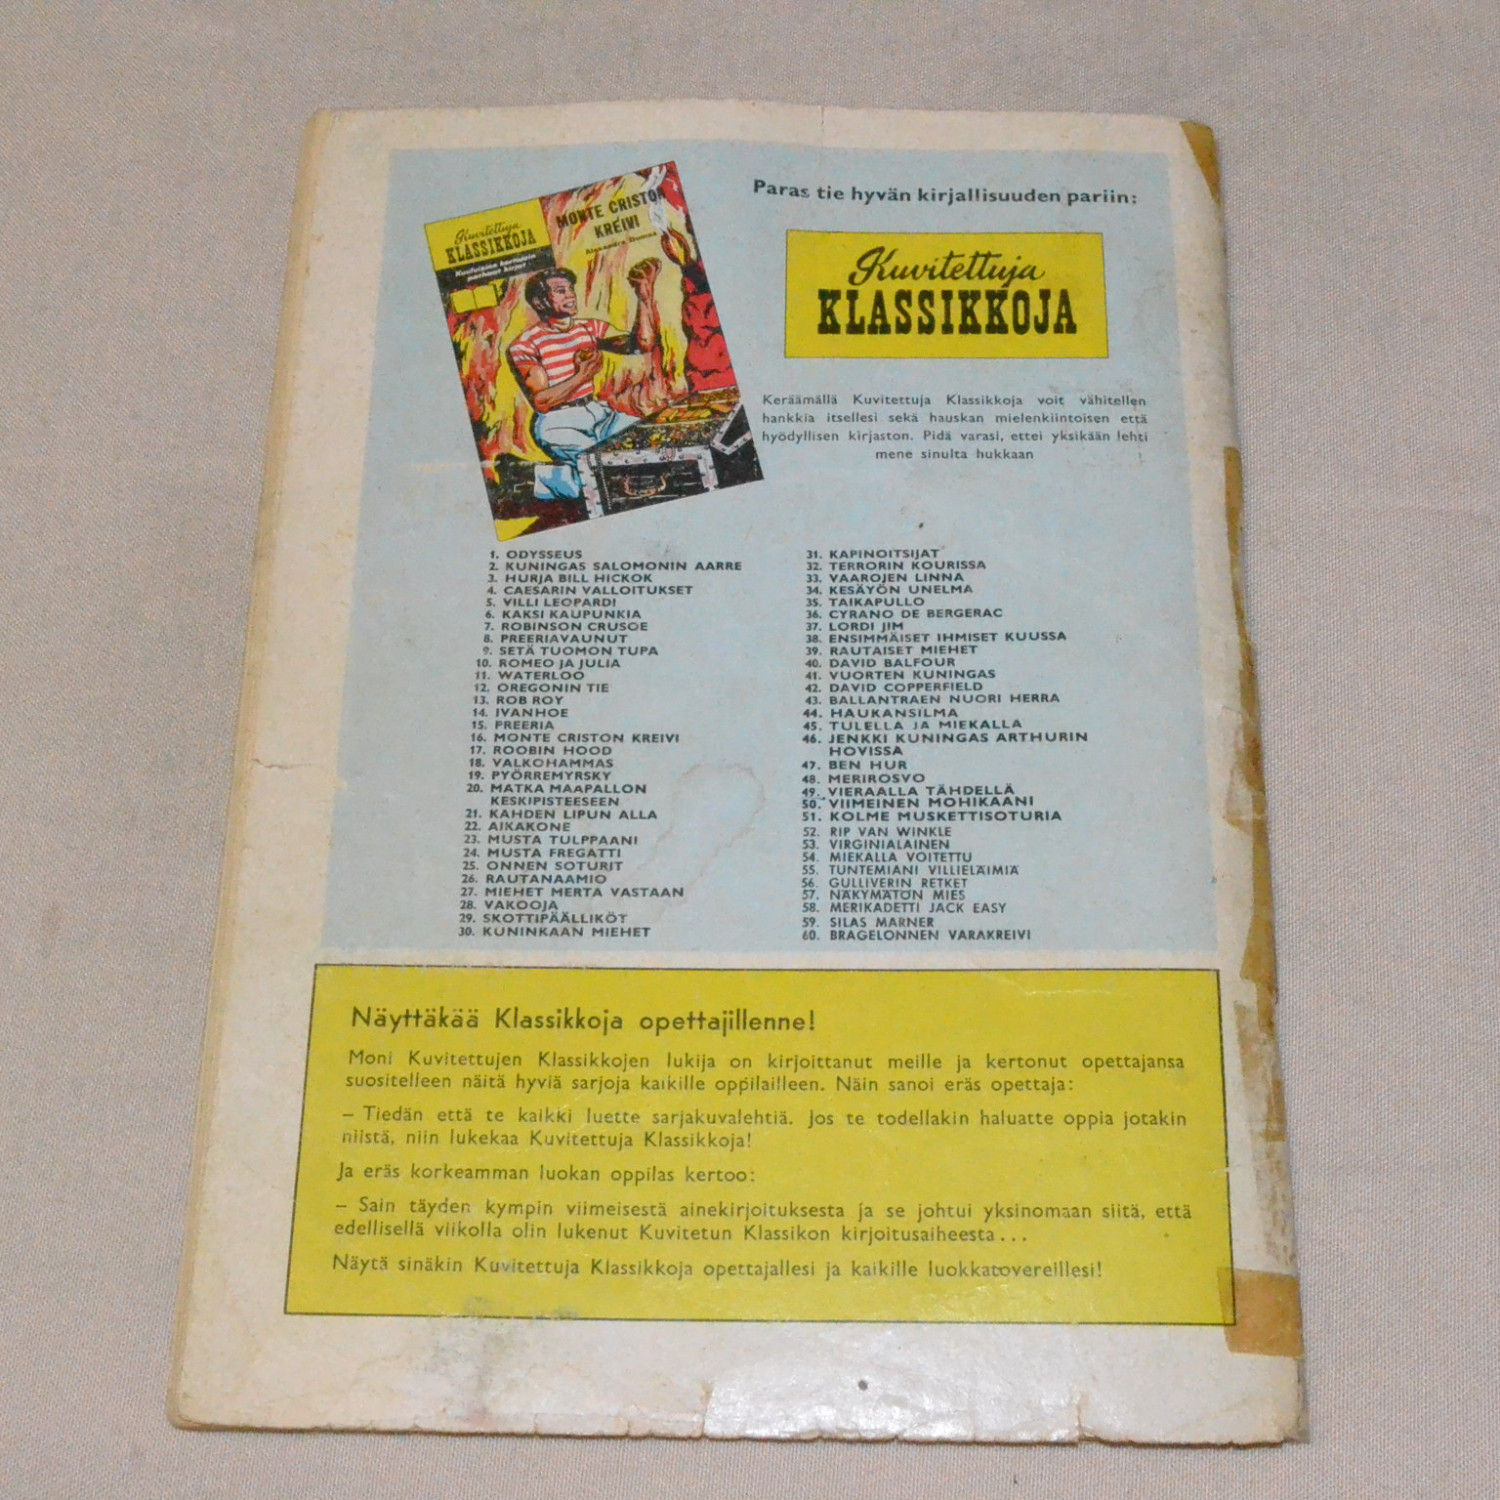 Kuvitettuja
KLASSIKKOJA
Kuuluisien kertojien
parhaat kirjat
MONTE CRISTON
KREIVI
Alexandre Dumas
Paras tie hyvän kirjallisuuden pariin:
Kuvitettuja
KLASSIKKOJA
Keräämällä Kuvitettuja Klassikkoja voit vähitellen
hankkia itsellesi sekä hauskan mielenkiintoisen että
hyödyllisen kirjaston. Pidä varasi, ettei yksikään lehti
mene sinulta hukkaan
1. ODYSSEUS
2. KUNINGAS SALOMONIN AARRE
3. HURJA BILL HICKOK
4. CAESARIN VALLOITUKSET
5. VILLI LEOPARDI
6. KAKSI KAUPUNKIA
7. ROBINSON CRUSOE
8. PREERIAVAUNUT
9. SETÄ TUOMON TUPA
10. ROMEO JA JULIA
11. WATERLOO
12. OREGONIN TIE
13. ROB ROY
14. IVANHOE
15. PREERIA
16. MONTE CRISTON KREIVI
17. ROOBIN HOOD
18. VALKOHAMMAS
19. PYÖRREMYRSKY
20. MATKA MAAPALLON
KESKIPISTEESEEN
21. KAHDEN LIPUN ALLA
22. AIKAKONE
23. MUSTA TULPPAANI
24. MUSTA FREGATTI
25. ONNEN SOTURIT
26. RAUTANAAMIO
27. MIEHET MERTA VASTAAN
28. VAKOOJA
29. SKOTTIPÄÄLLIKÖT
30. KUNINKAAN MIEHET
31. KAPINOITSIJAT
32. TERRORIN KOURISSA
33. VAAROJEN LINNA
34. KESÄYÖN UNELMA
35. TAIKAPULLO
36. CYRANO DE BERGERAC
37. LORDI JIM
38. ENSIMMÄISET IHMISET KUUSSA
39. RAUTAISET MIEHET
40. DAVID BALFOUR
41. VUORTEN KUNINGAS
42. DAVID COPPERFIELD
43. BALLANTRAEN NUORI HERRA
44. HAUKANSILMA
45. TULELLA JA MIEKALLA
46. JENKKI KUNINGAS ARTHURIN
HOVISSA
47. BEN HUR
48. MERIROSVO
49. VIERAALLA TÄHDELLÄ
50. VIIMEINEN MOHIKAANI
51. KOLME MUSKETTISOTURIA
52. RIP VAN WINKLE
53. VIRGINIALAINEN
54. MIEKALLA VOITETTU
55. TUNTEMIANI VILLIELÄIMIÄ
56. GULLIVERIN RETKET
57. NÄKYMÄTÖN MIES
58. MERIKADETTI JACK EASY
59. SILAS MARNER
60. BRAGELONNEN VARAKREIVI
Näyttäkää Klassikkoja opettajillenne!
Moni Kuvitettujen Klassikkojen lukija on kirjoittanut meille ja kertonut opettajansa
suositelleen näitä hyviä sarjoja kaikille oppilailleen. Näin sanoi eräs opettaja:
– Tiedän että te kaikki luette sarjakuvalehtiä. Jos te todellakin haluatte oppia jotakin
niistä, niin lukekaa Kuvitettuja Klassikkoja!
Ja eräs korkeamman luokan oppilas kertoo:
– Sain täyden kympin viimeisestä ainekirjoituksesta ja se johtui yksinomaan siitä, että
edellisellä viikolla olin lukenut Kuvitetun Klassikon kirjoitusaiheesta...
Näytä sinäkin Kuvitettuja Klassikkoja opettajallesi ja kaikille luokkatovereillesi!